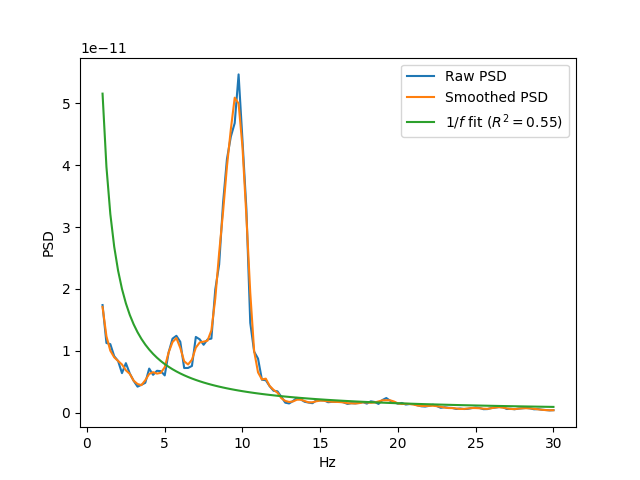 1e−11
Raw PSD
Smoothed PSD
1/f fit (R² = 0.55)
5
4
3
2
1
0
PSD
0 5 10 15 20 25 30
Hz